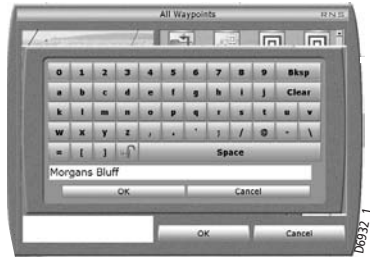 All Waypoints RNS
0 1 2 3 4 5 6 7 8 9 Bksp
a b c d e f g h i j Clear
k l m n o p q r s t u v
w x y z , . ' ; / @ - \
= [ ] Space
Morgans Bluff
OK Cancel
OK Cancel
D6932_1